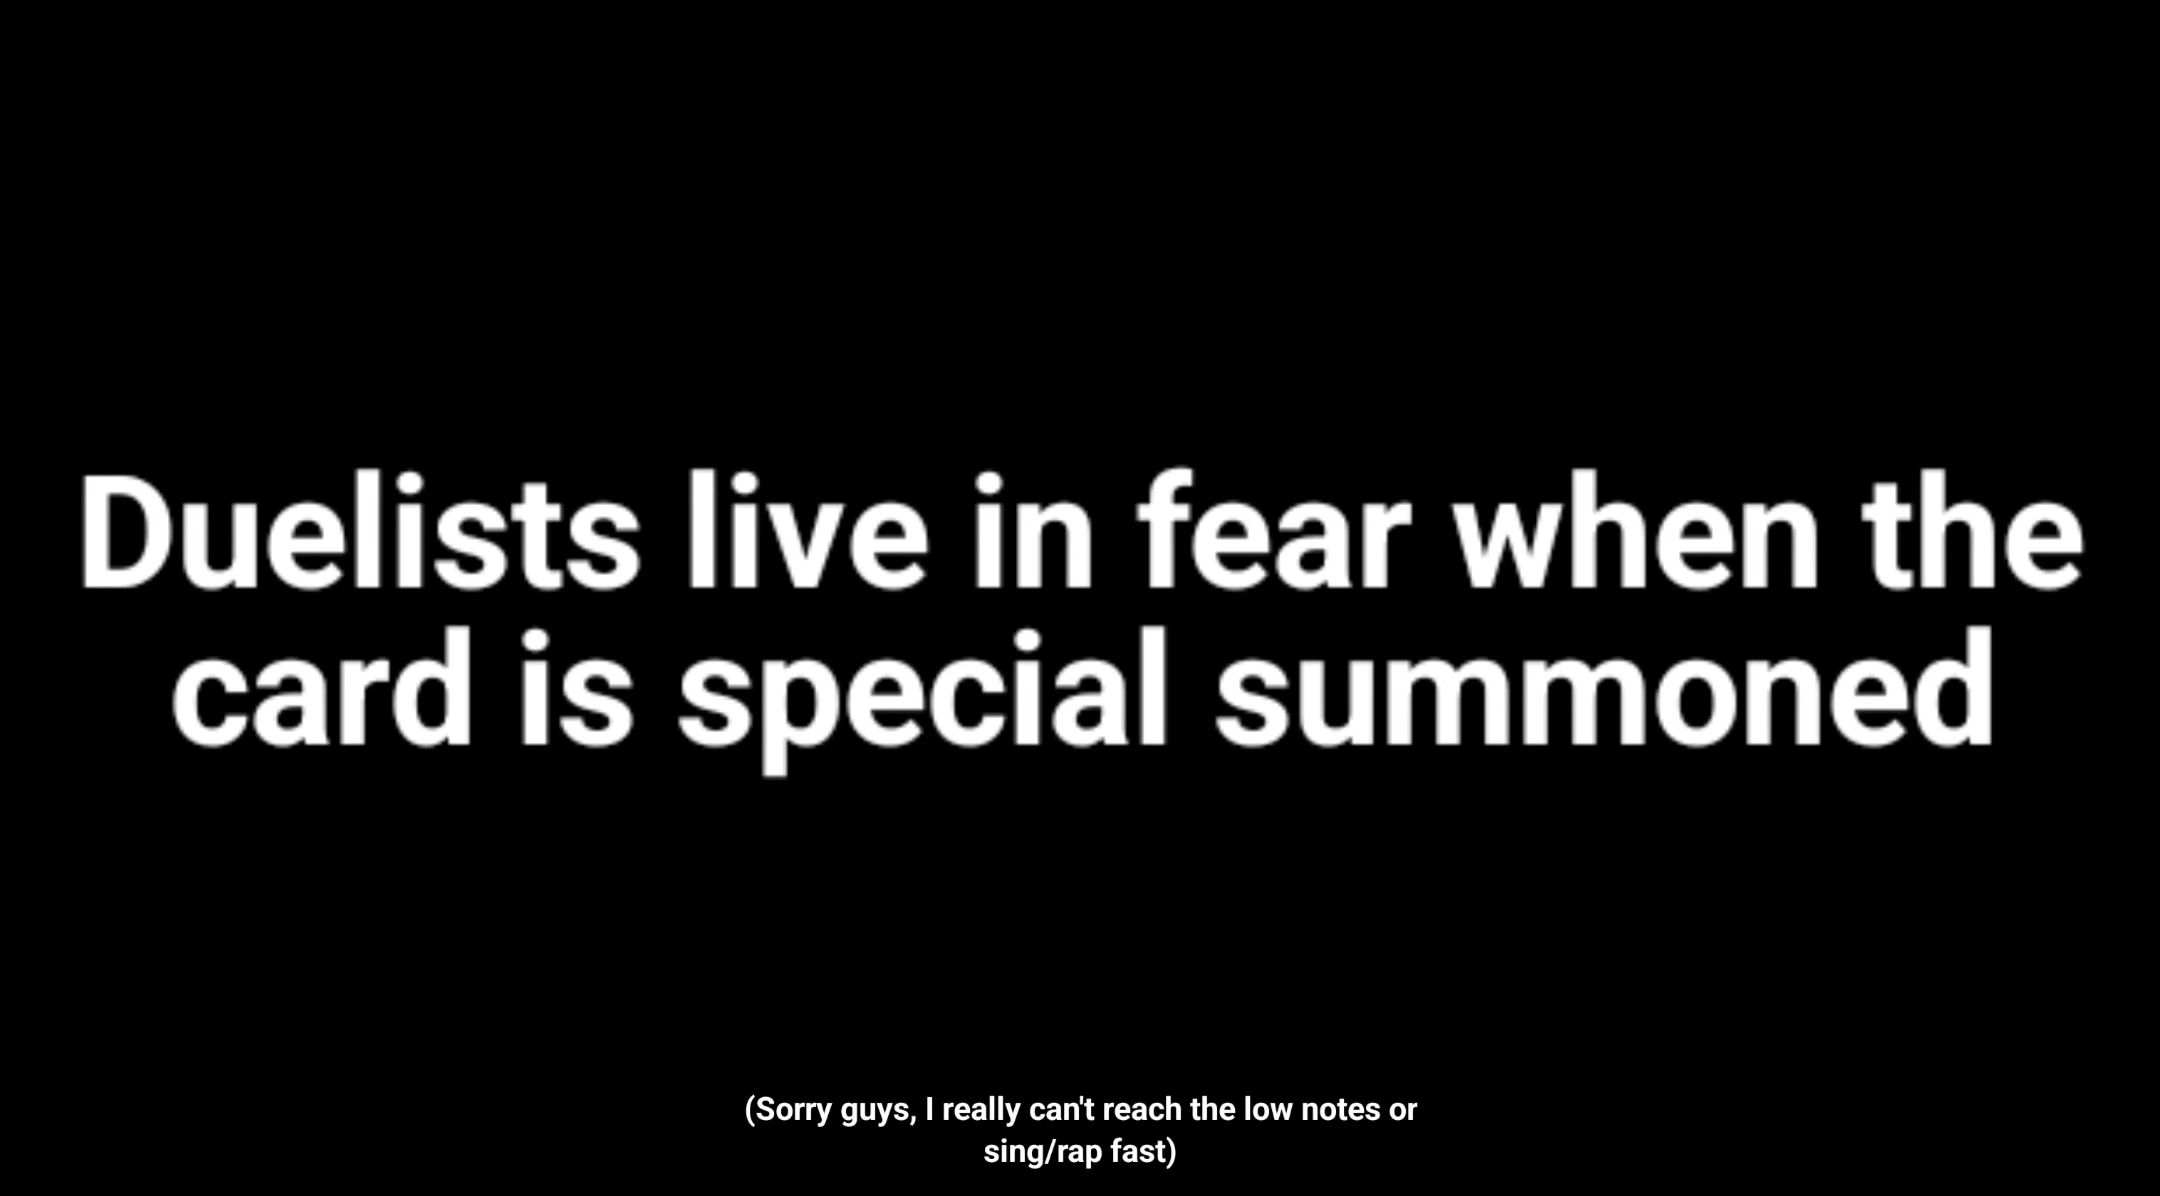 Duelists live in fear when the
card is special summoned
(Sorry guys, I really can't reach the low notes or
sing/rap fast)